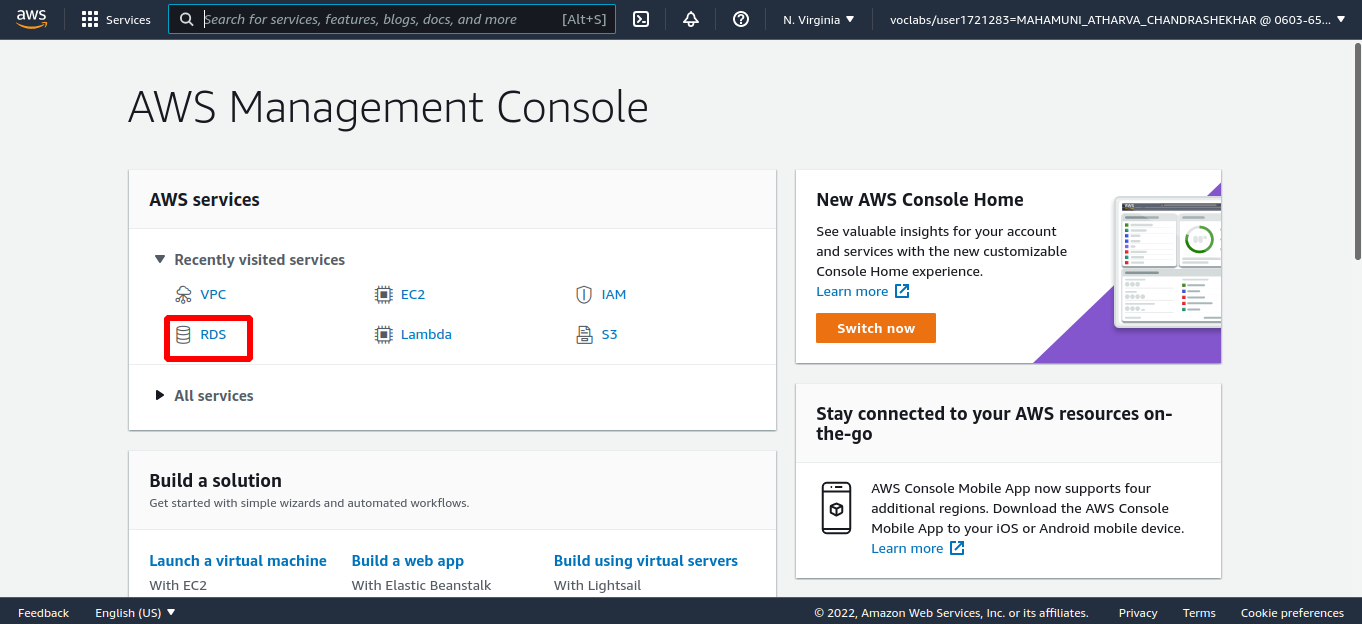 aws
Services
Search for services, features, blogs, docs, and more
[Alt+S]
N. Virginia
voclabs/user1721283=MAHAMUNI_ATHARVA_CHANDRASHEKHAR @ 0603-65...
AWS Management Console
AWS services
Recently visited services
VPC
EC2
IAM
RDS
Lambda
S3
All services
Build a solution
Get started with simple wizards and automated workflows.
Launch a virtual machine
With EC2
Build a web app
With Elastic Beanstalk
Build using virtual servers
With Lightsail
New AWS Console Home
See valuable insights for your account
and services with the new customizable
Console Home experience.
Learn more
Switch now
Stay connected to your AWS resources on-
the-go
AWS Console Mobile App now supports four
additional regions. Download the AWS Console
Mobile App to your iOS or Android mobile device.
Learn more
Feedback
English (US)
© 2022, Amazon Web Services, Inc. or its affiliates.
Privacy
Terms
Cookie preferences